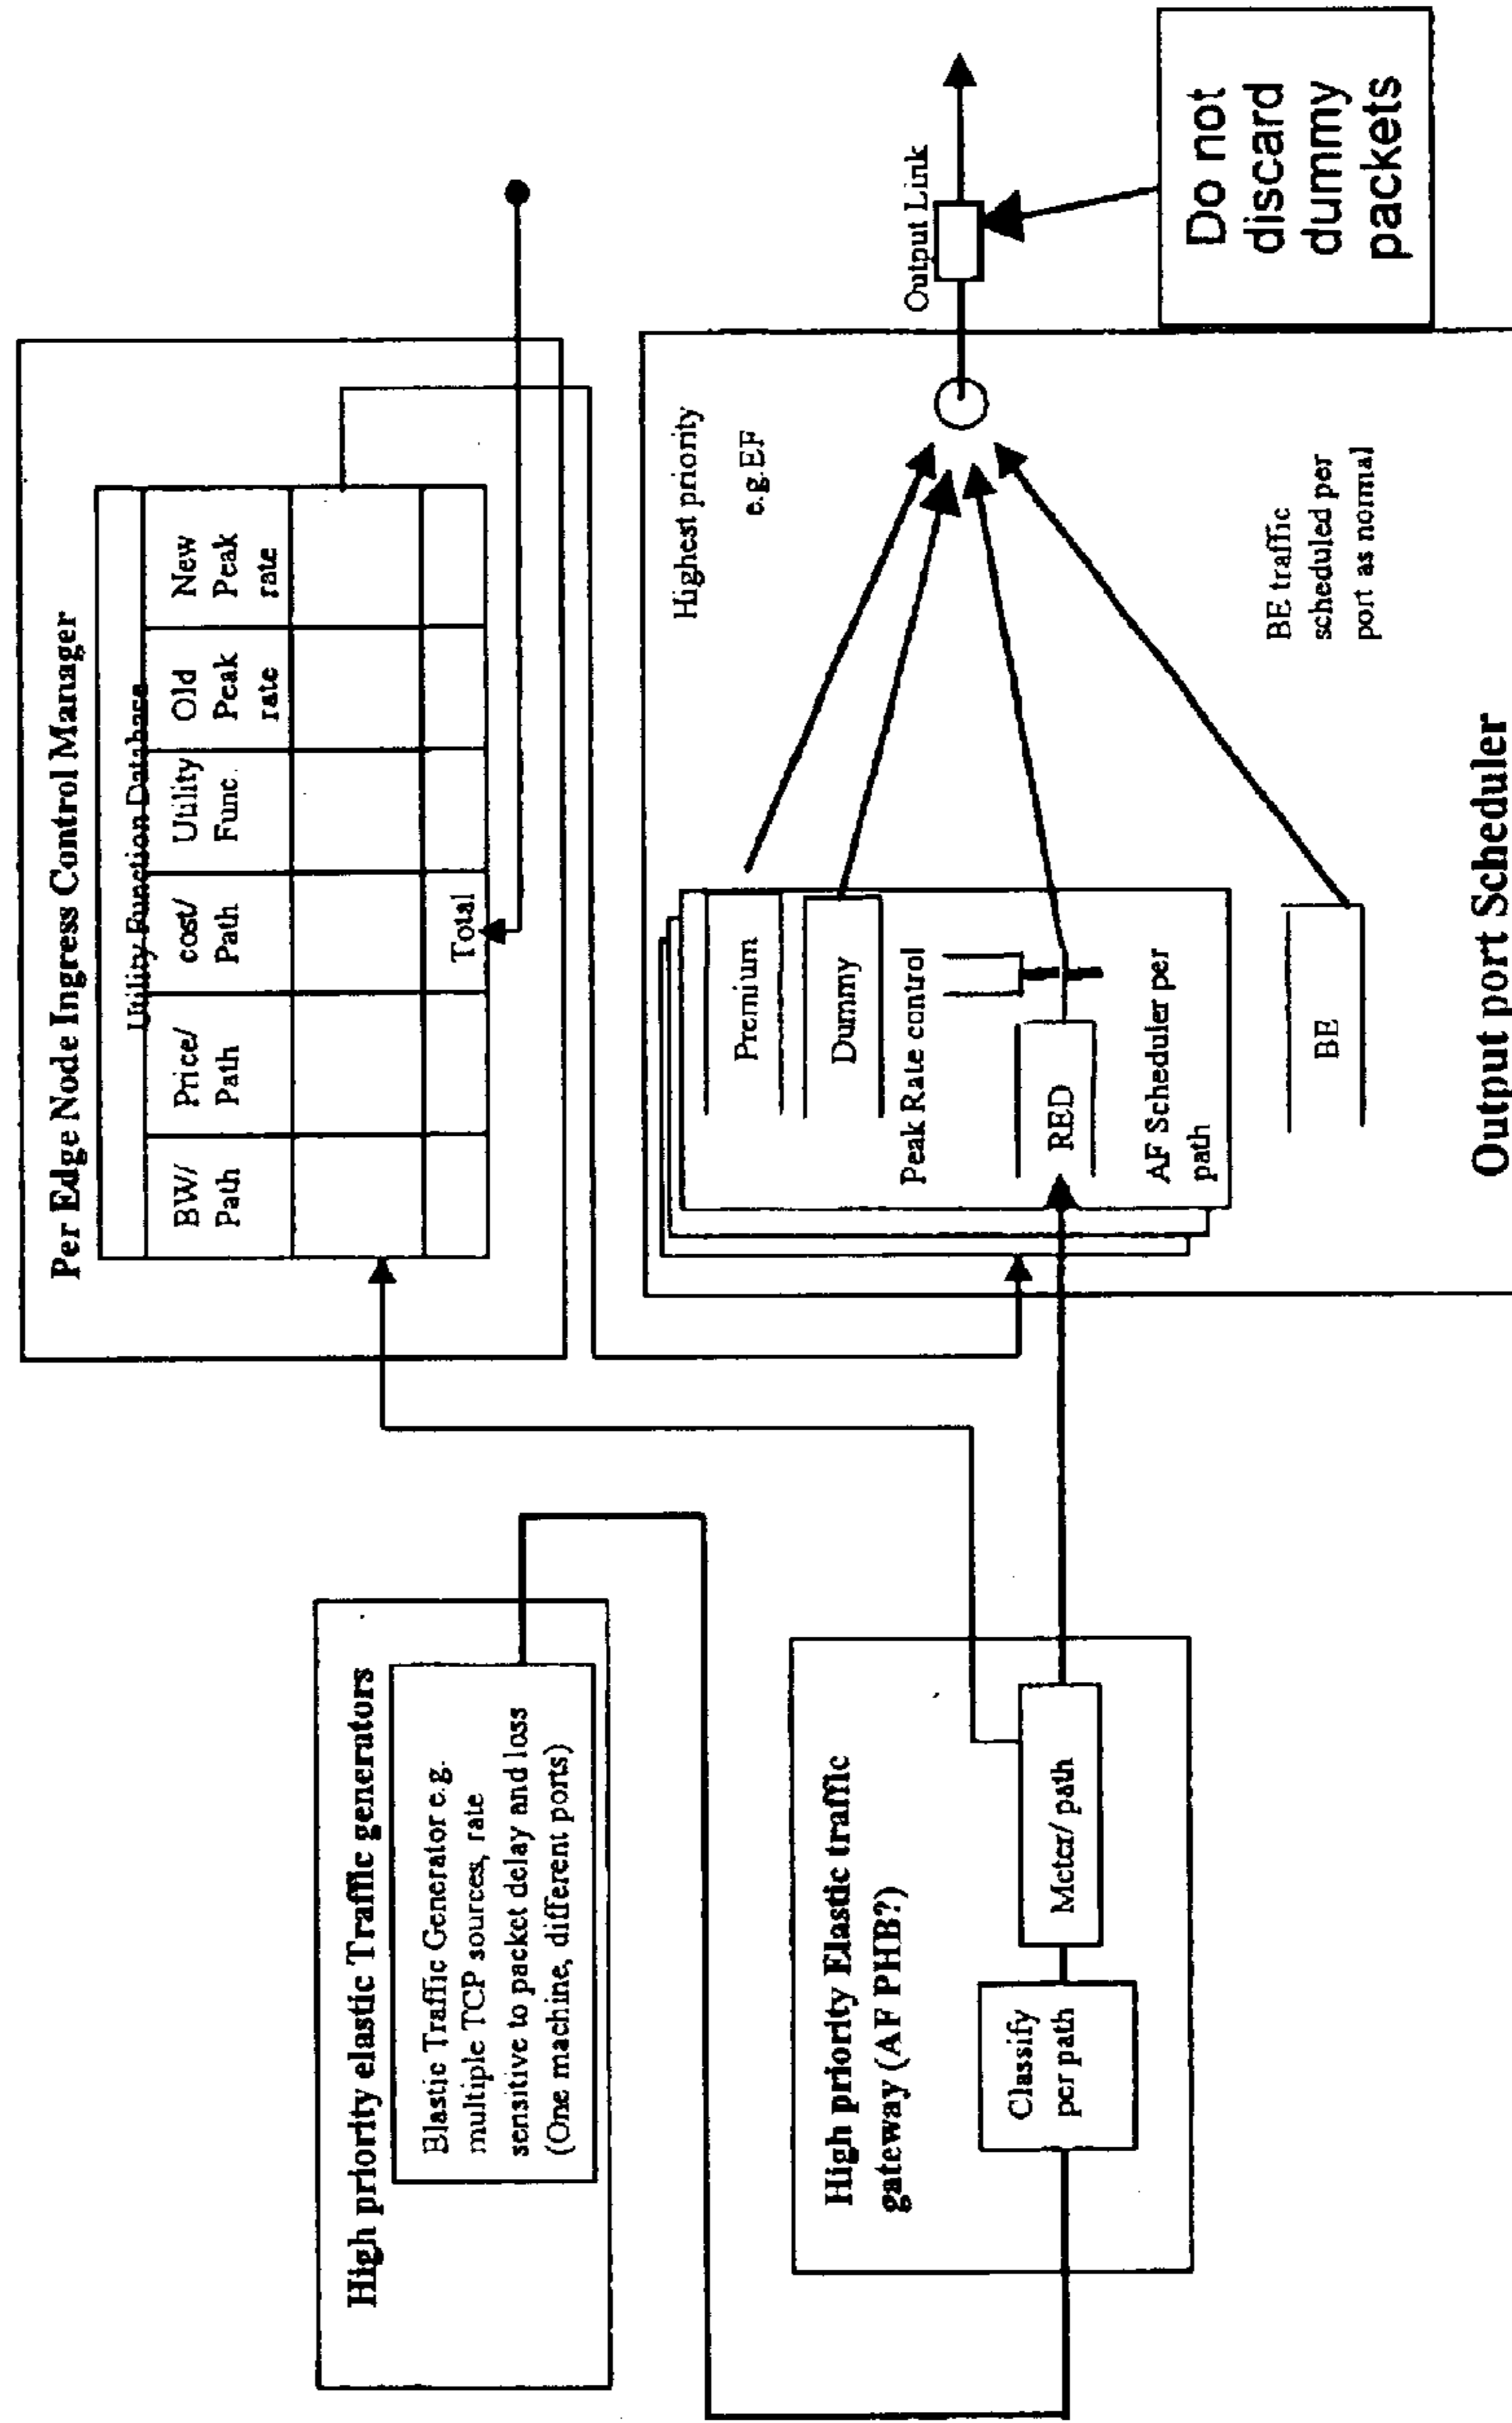 High priority elastic Traffic generators
Elastic Traffic Generator e.g.
multiple TCP sources, rate
sensitive to packet delay and loss
(One machine, different ports)
High priority Elastic traffic
gateway (AF PHB?)
Classify
per path
Meter/ path
Per Edge Node Ingress Control Manager
Utility Function Database
BW/
Path
Price/
Path
cost/
Path
Utility
Func.
Old
Peak
rate
New
Peak
rate
Total
Highest priority
e.g.EF
Premium
Dummy
Peak Rate control
RED
AF Scheduler per
path
BE
BE traffic
scheduled per
port as normal
Output port Scheduler
Output Link
Do not
discard
dummy
packets